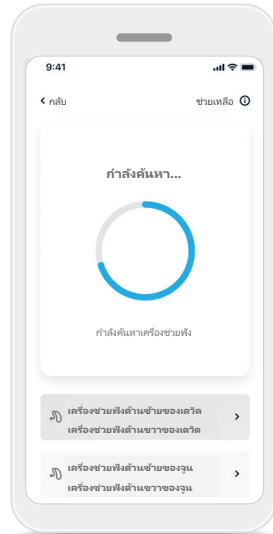 9:41
กลับ
ช่วยเหลือ
กำลังค้นหา...
กำลังค้นหาเครื่องช่วยฟัง
เครื่องช่วยฟังด้านซ้ายของเดวิด
เครื่องช่วยฟังด้านขวาของเดวิด
เครื่องช่วยฟังด้านซ้ายของจูน
เครื่องช่วยฟังด้านขวาของจูน